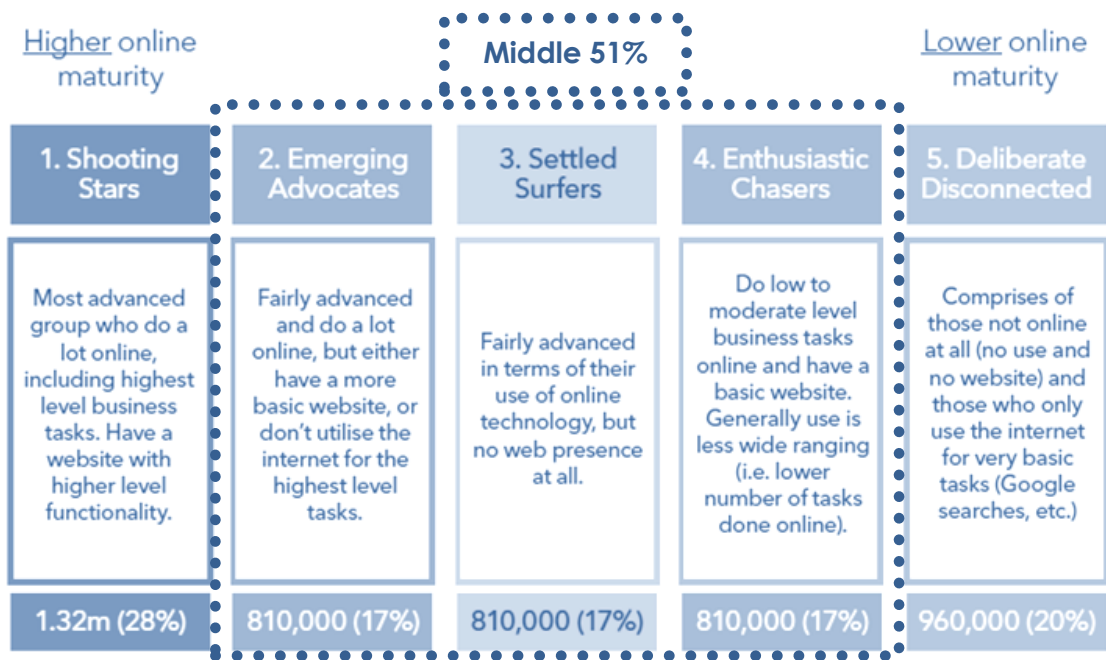 Higher online
maturity
Middle 51%
Lower online
maturity
1. Shooting
Stars
2. Emerging
Advocates
3. Settled
Surfers
4. Enthusiastic
Chasers
5. Deliberate
Disconnected
Most advanced
group who do a
lot online,
including highest
level business
tasks. Have a
website with
higher level
functionality.
Fairly advanced
and do a lot
online, but either
have a more
basic website, or
don't utilise the
internet for the
highest level
tasks.
Fairly advanced
in terms of their
use of online
technology, but
no web presence
at all.
Do low to
moderate level
business tasks
online and have a
basic website.
Generally use is
less wide ranging
(i.e. lower
number of tasks
done online).
Comprises of
those not online
at all (no use and
no website) and
those who only
use the internet
for very basic
tasks (Google
searches, etc.)
1.32m (28%)
810,000 (17%)
810,000 (17%)
810,000 (17%)
960,000 (20%)